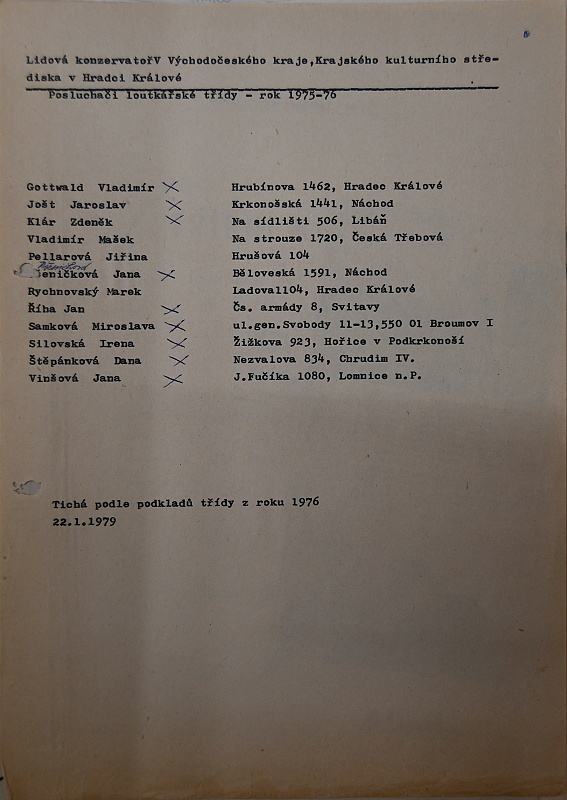 Lidová konzervatořV Východočeského kraje,Krajského kulturního stře-
diska v Hradci Králové
Posluchači loutkářské třídy - rok 1975-76
Gottwald Vladimír X Hrubínova 1462, Hradec Králové
Jošt Jaroslav X Krkonošská 1441, Náchod
Klár Zdeněk X Na sídlišti 506, Libáň
Vladimír Mašek Na strouze 1720, Česká Třebová
Pellarová Jiřina Hrušová 104
Jana X Běloveská 1591, Náchod
Rychnovský Marek Ladova1104, Hradec Králové
Říha Jan X Čs. armády 8, Svitavy
Samková Miroslava X ul.gen.Svobody 11-13,550 01 Broumov I
Silovská Irena X Žižkova 923, Hořice v Podkrkonoší
Štěpánková Dana X Nezvalova 834, Chrudim IV.
Vinšová Jana X J.Fučíka 1080, Lomnice n.P.
Tichá podle podkladů třídy z roku 1976
22.1.1979